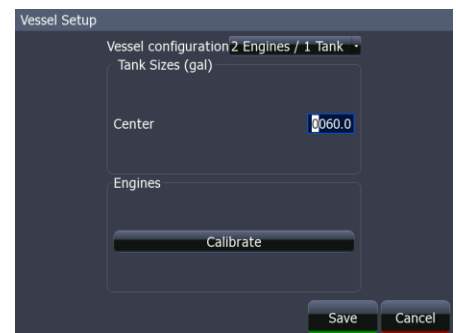 Vessel Setup
Vessel configuration 2 Engines / 1 Tank
Tank Sizes (gal)
Center 0060.0
Engines
Calibrate
Save Cancel